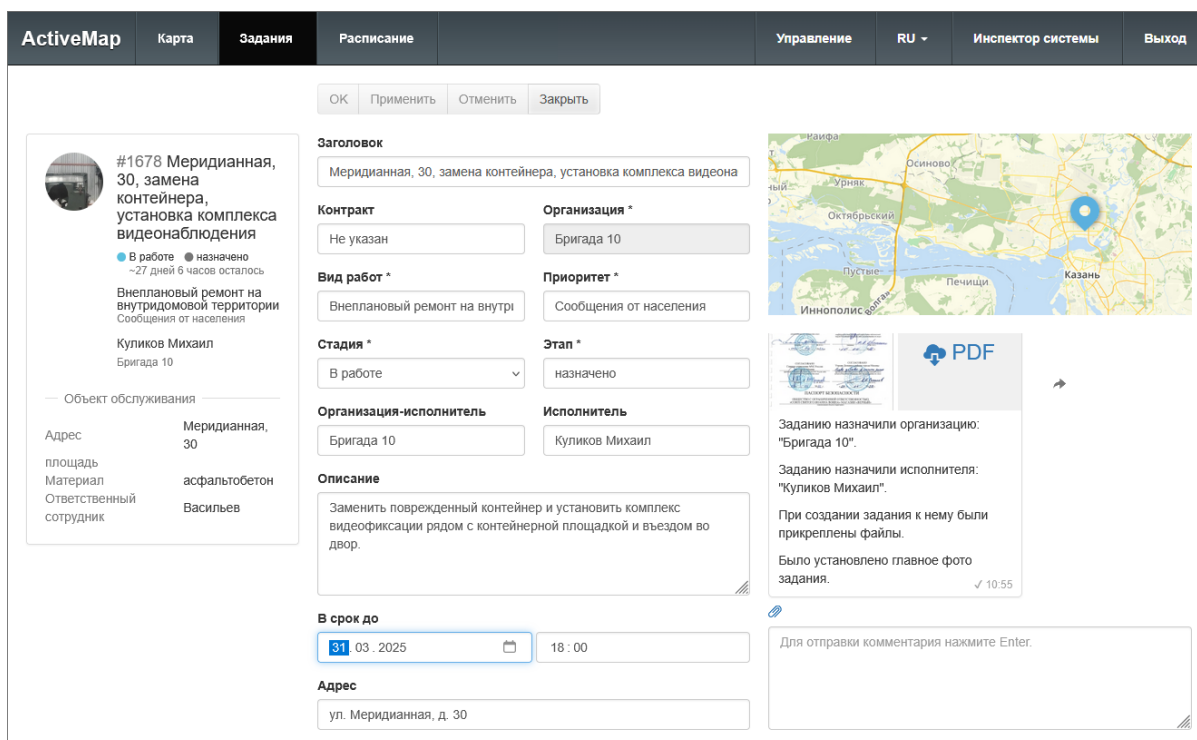 ActiveMap Карта Задания Расписание Управление RU Инспектор системы Выход
OK Применить Отменить Закрыть
#1678 Меридианная,
30, замена
контейнера,
установка комплекса
видеонаблюдения
В работе назначено
~27 дней 6 часов осталось
Внеплановый ремонт на
внутридомовой территории
Сообщения от населения
Куликов Михаил
Бригада 10
Объект обслуживания
Адрес Меридианная,
30
площадь
Материал асфальтобетон
Ответственный
сотрудник Васильев
Заголовок
Меридианная, 30, замена контейнера, установка комплекса видеона
Контракт Организация *
Не указан Бригада 10
Вид работ * Приоритет *
Внеплановый ремонт на внутри Сообщения от населения
Стадия * Этап *
В работе назначено
Организация-исполнитель Исполнитель
Бригада 10 Куликов Михаил
Описание
Заменить поврежденный контейнер и установить комплекс
видеофиксации рядом с контейнерной площадкой и въездом во
двор.
В срок до
31. 03 . 2025 18 : 00
Адрес
ул. Меридианная, д. 30
Раифа
Осиново
Урняк
Октябрьский
Пустые
Казань
Печищи
Волга
Иннополис
PDF
ПАСПОРТ БЕЗОПАСНОСТИ
Заданию назначили организацию:
"Бригада 10".
Заданию назначили исполнителя:
"Куликов Михаил".
При создании задания к нему были
прикреплены файлы.
Было установлено главное фото
задания.
✓ 10:55
Для отправки комментария нажмите Enter.